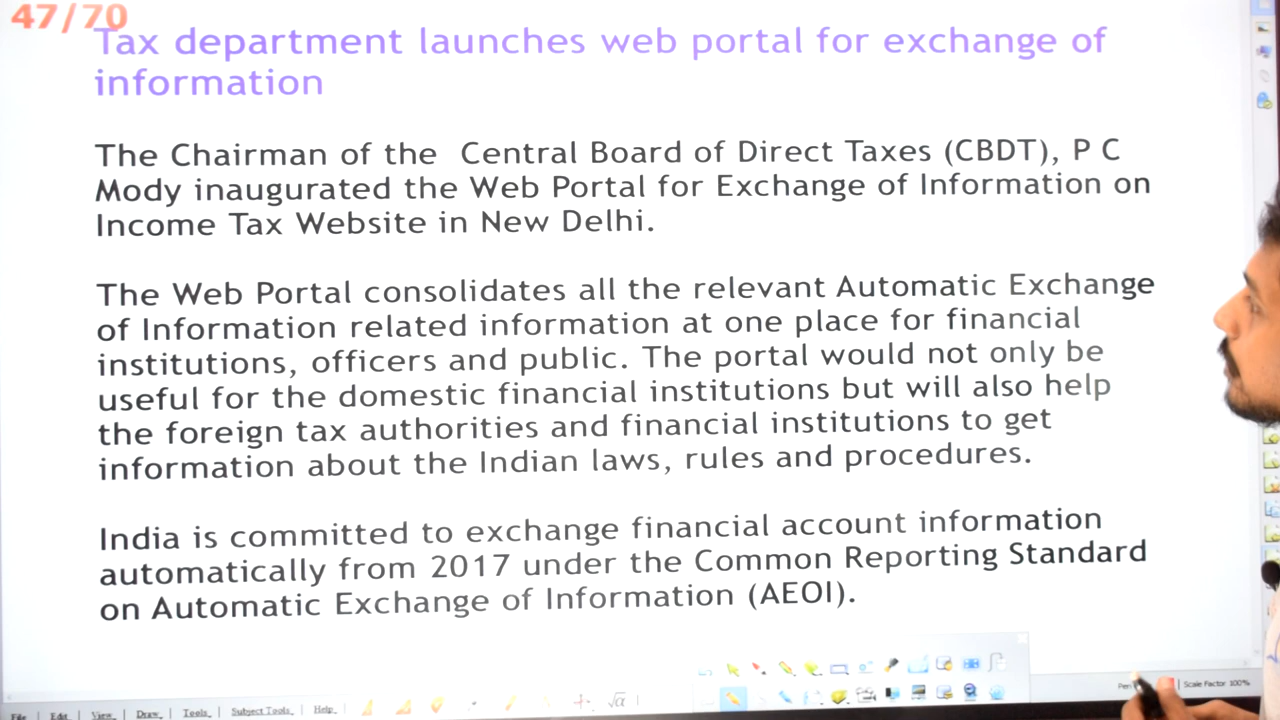 47/70
Tax department launches web portal for exchange of
information
The Chairman of the Central Board of Direct Taxes (CBDT), P C
Mody inaugurated the Web Portal for Exchange of Information on
Income Tax Website in New Delhi.
The Web Portal consolidates all the relevant Automatic Exchange
of Information related information at one place for financial
institutions, officers and public. The portal would not only be
useful for the domestic financial institutions but will also help
the foreign tax authorities and financial institutions to get
information about the Indian laws, rules and procedures.
India is committed to exchange financial account information
automatically from 2017 under the Common Reporting Standard
on Automatic Exchange of Information (AEOI).
Pen Scale Factor 100%
File Edit View Draw Tools Subject Tools Help